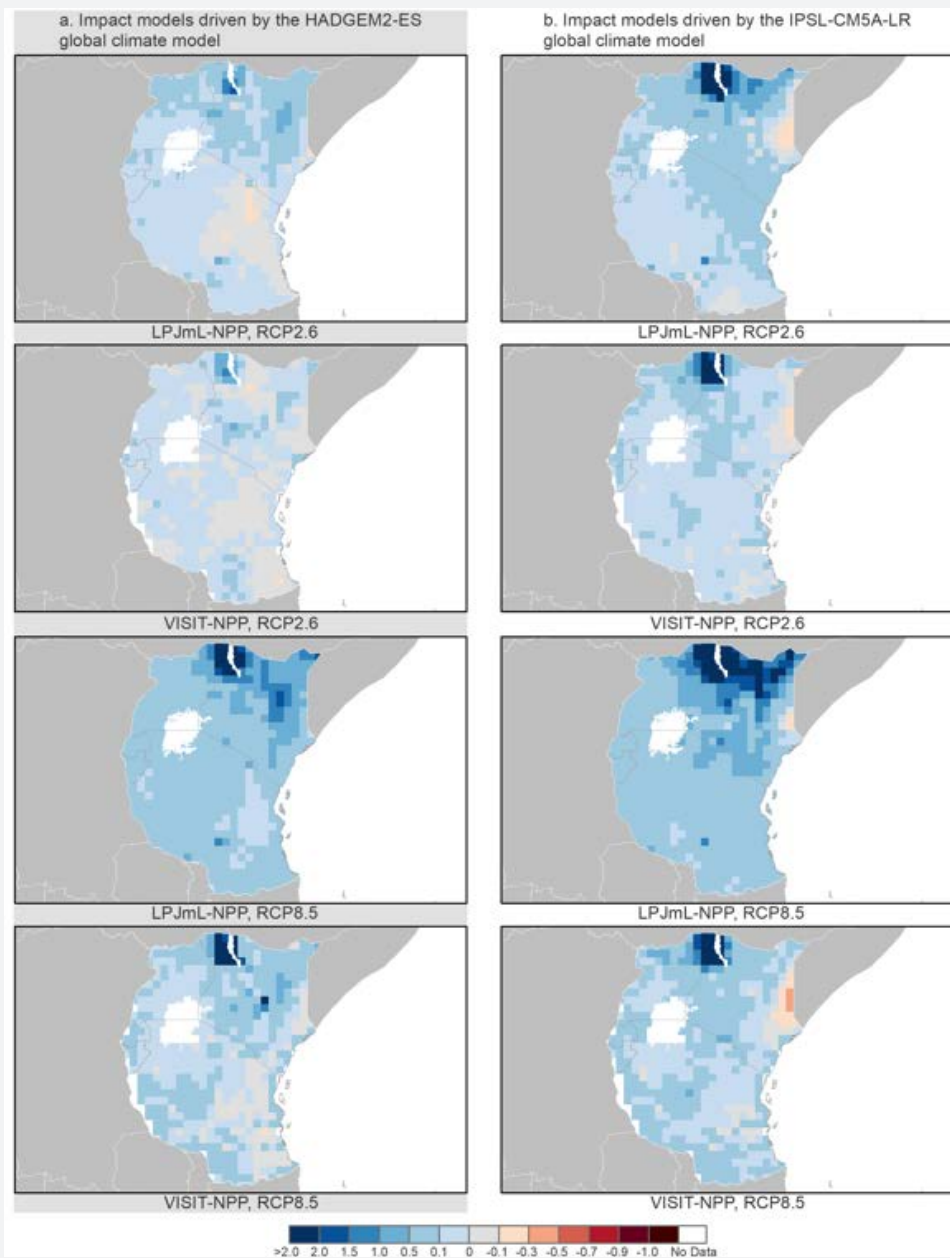 a. Impact models driven by the HADGEM2-ES
global climate model
b. Impact models driven by the IPSL-CM5A-LR
global climate model
LPJmL-NPP, RCP2.6
LPJmL-NPP, RCP2.6
VISIT-NPP, RCP2.6
VISIT-NPP, RCP2.6
LPJmL-NPP, RCP8.5
LPJmL-NPP, RCP8.5
VISIT-NPP, RCP8.5
VISIT-NPP, RCP8.5
>2.0 2.0 1.5 1.0 0.5 0.1 0 -0.1 -0.3 -0.5 -0.7 -0.9 -1.0 No Data